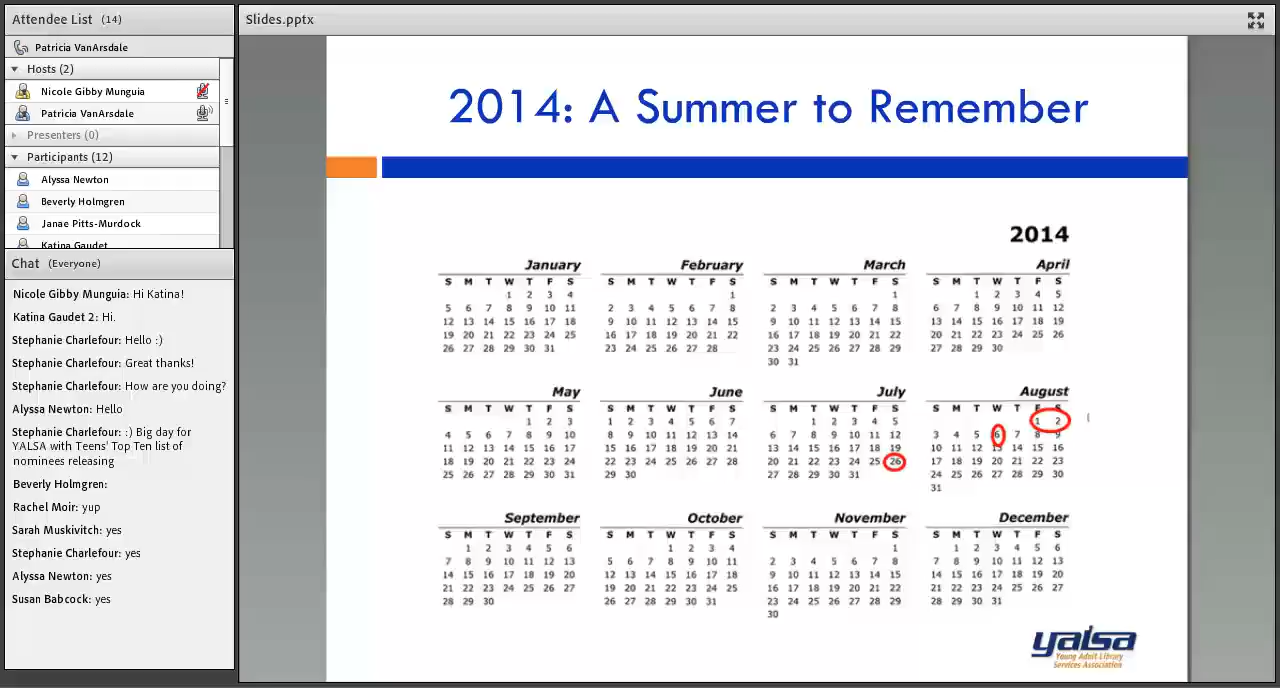 Attendee List (14)
Patricia VanArsdale
Hosts (2)
Nicole Gibby Munguia
Patricia VanArsdale
Presenters (0)
Participants (12)
Alyssa Newton
Beverly Holmgren
Janae Pitts-Murdock
Katina Gaudet
Chat (Everyone)
Nicole Gibby Munguia: Hi Katina!
Katina Gaudet 2: Hi.
Stephanie Charlefour: Hello :)
Stephanie Charlefour: Great thanks!
Stephanie Charlefour: How are you doing?
Alyssa Newton: Hello
Stephanie Charlefour: :) Big day for
YALSA with Teens' Top Ten list of
nominees releasing
Beverly Holmgren:
Rachel Moir: yup
Sarah Muskivitch: yes
Stephanie Charlefour: yes
Alyssa Newton: yes
Susan Babcock: yes
Slides.pptx
2014: A Summer to Remember
2014
January
S M T W T F S
1 2 3 4
5 6 7 8 9 10 11
12 13 14 15 16 17 18
19 20 21 22 23 24 25
26 27 28 29 30 31
February
S M T W T F S
1
2 3 4 5 6 7 8
9 10 11 12 13 14 15
16 17 18 19 20 21 22
23 24 25 26 27 28
March
S M T W T F S
1
2 3 4 5 6 7 8
9 10 11 12 13 14 15
16 17 18 19 20 21 22
23 24 25 26 27 28 29
30 31
April
S M T W T F S
1 2 3 4 5
6 7 8 9 10 11 12
13 14 15 16 17 18 19
20 21 22 23 24 25 26
27 28 29 30
May
S M T W T F S
1 2 3
4 5 6 7 8 9 10
11 12 13 14 15 16 17
18 19 20 21 22 23 24
25 26 27 28 29 30 31
June
S M T W T F S
1 2 3 4 5 6 7
8 9 10 11 12 13 14
15 16 17 18 19 20 21
22 23 24 25 26 27 28
29 30
July
S M T W T F S
1 2 3 4 5
6 7 8 9 10 11 12
13 14 15 16 17 18 19
20 21 22 23 24 25 26
27 28 29 30 31
August
S M T W T F S
1 2
3 4 5 6 7 8 9
10 11 12 13 14 15 16
17 18 19 20 21 22 23
24 25 26 27 28 29 30
31
September
S M T W T F S
1 2 3 4 5 6
7 8 9 10 11 12 13
14 15 16 17 18 19 20
21 22 23 24 25 26 27
28 29 30
October
S M T W T F S
1 2 3 4
5 6 7 8 9 10 11
12 13 14 15 16 17 18
19 20 21 22 23 24 25
26 27 28 29 30 31
November
S M T W T F S
1
2 3 4 5 6 7 8
9 10 11 12 13 14 15
16 17 18 19 20 21 22
23 24 25 26 27 28 29
30
December
S M T W T F S
1 2 3 4 5 6
7 8 9 10 11 12 13
14 15 16 17 18 19 20
21 22 23 24 25 26 27
28 29 30 31
yalsa
Young Adult Library
Services Association